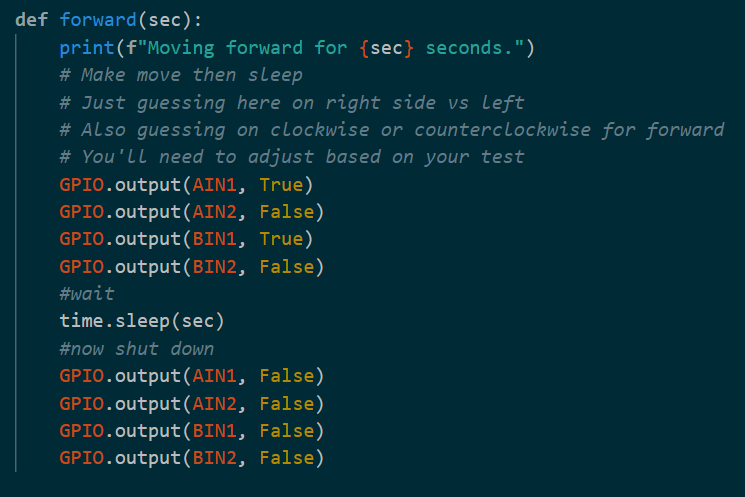 def forward(sec):
print(f"Moving forward for {sec} seconds.")
# Make move then sleep
# Just guessing here on right side vs left
# Also guessing on clockwise or counterclockwise for forward
# You'll need to adjust based on your test
GPIO.output(AIN1, True)
GPIO.output(AIN2, False)
GPIO.output(BIN1, True)
GPIO.output(BIN2, False)
#wait
time.sleep(sec)
#now shut down
GPIO.output(AIN1, False)
GPIO.output(AIN2, False)
GPIO.output(BIN1, False)
GPIO.output(BIN2, False)